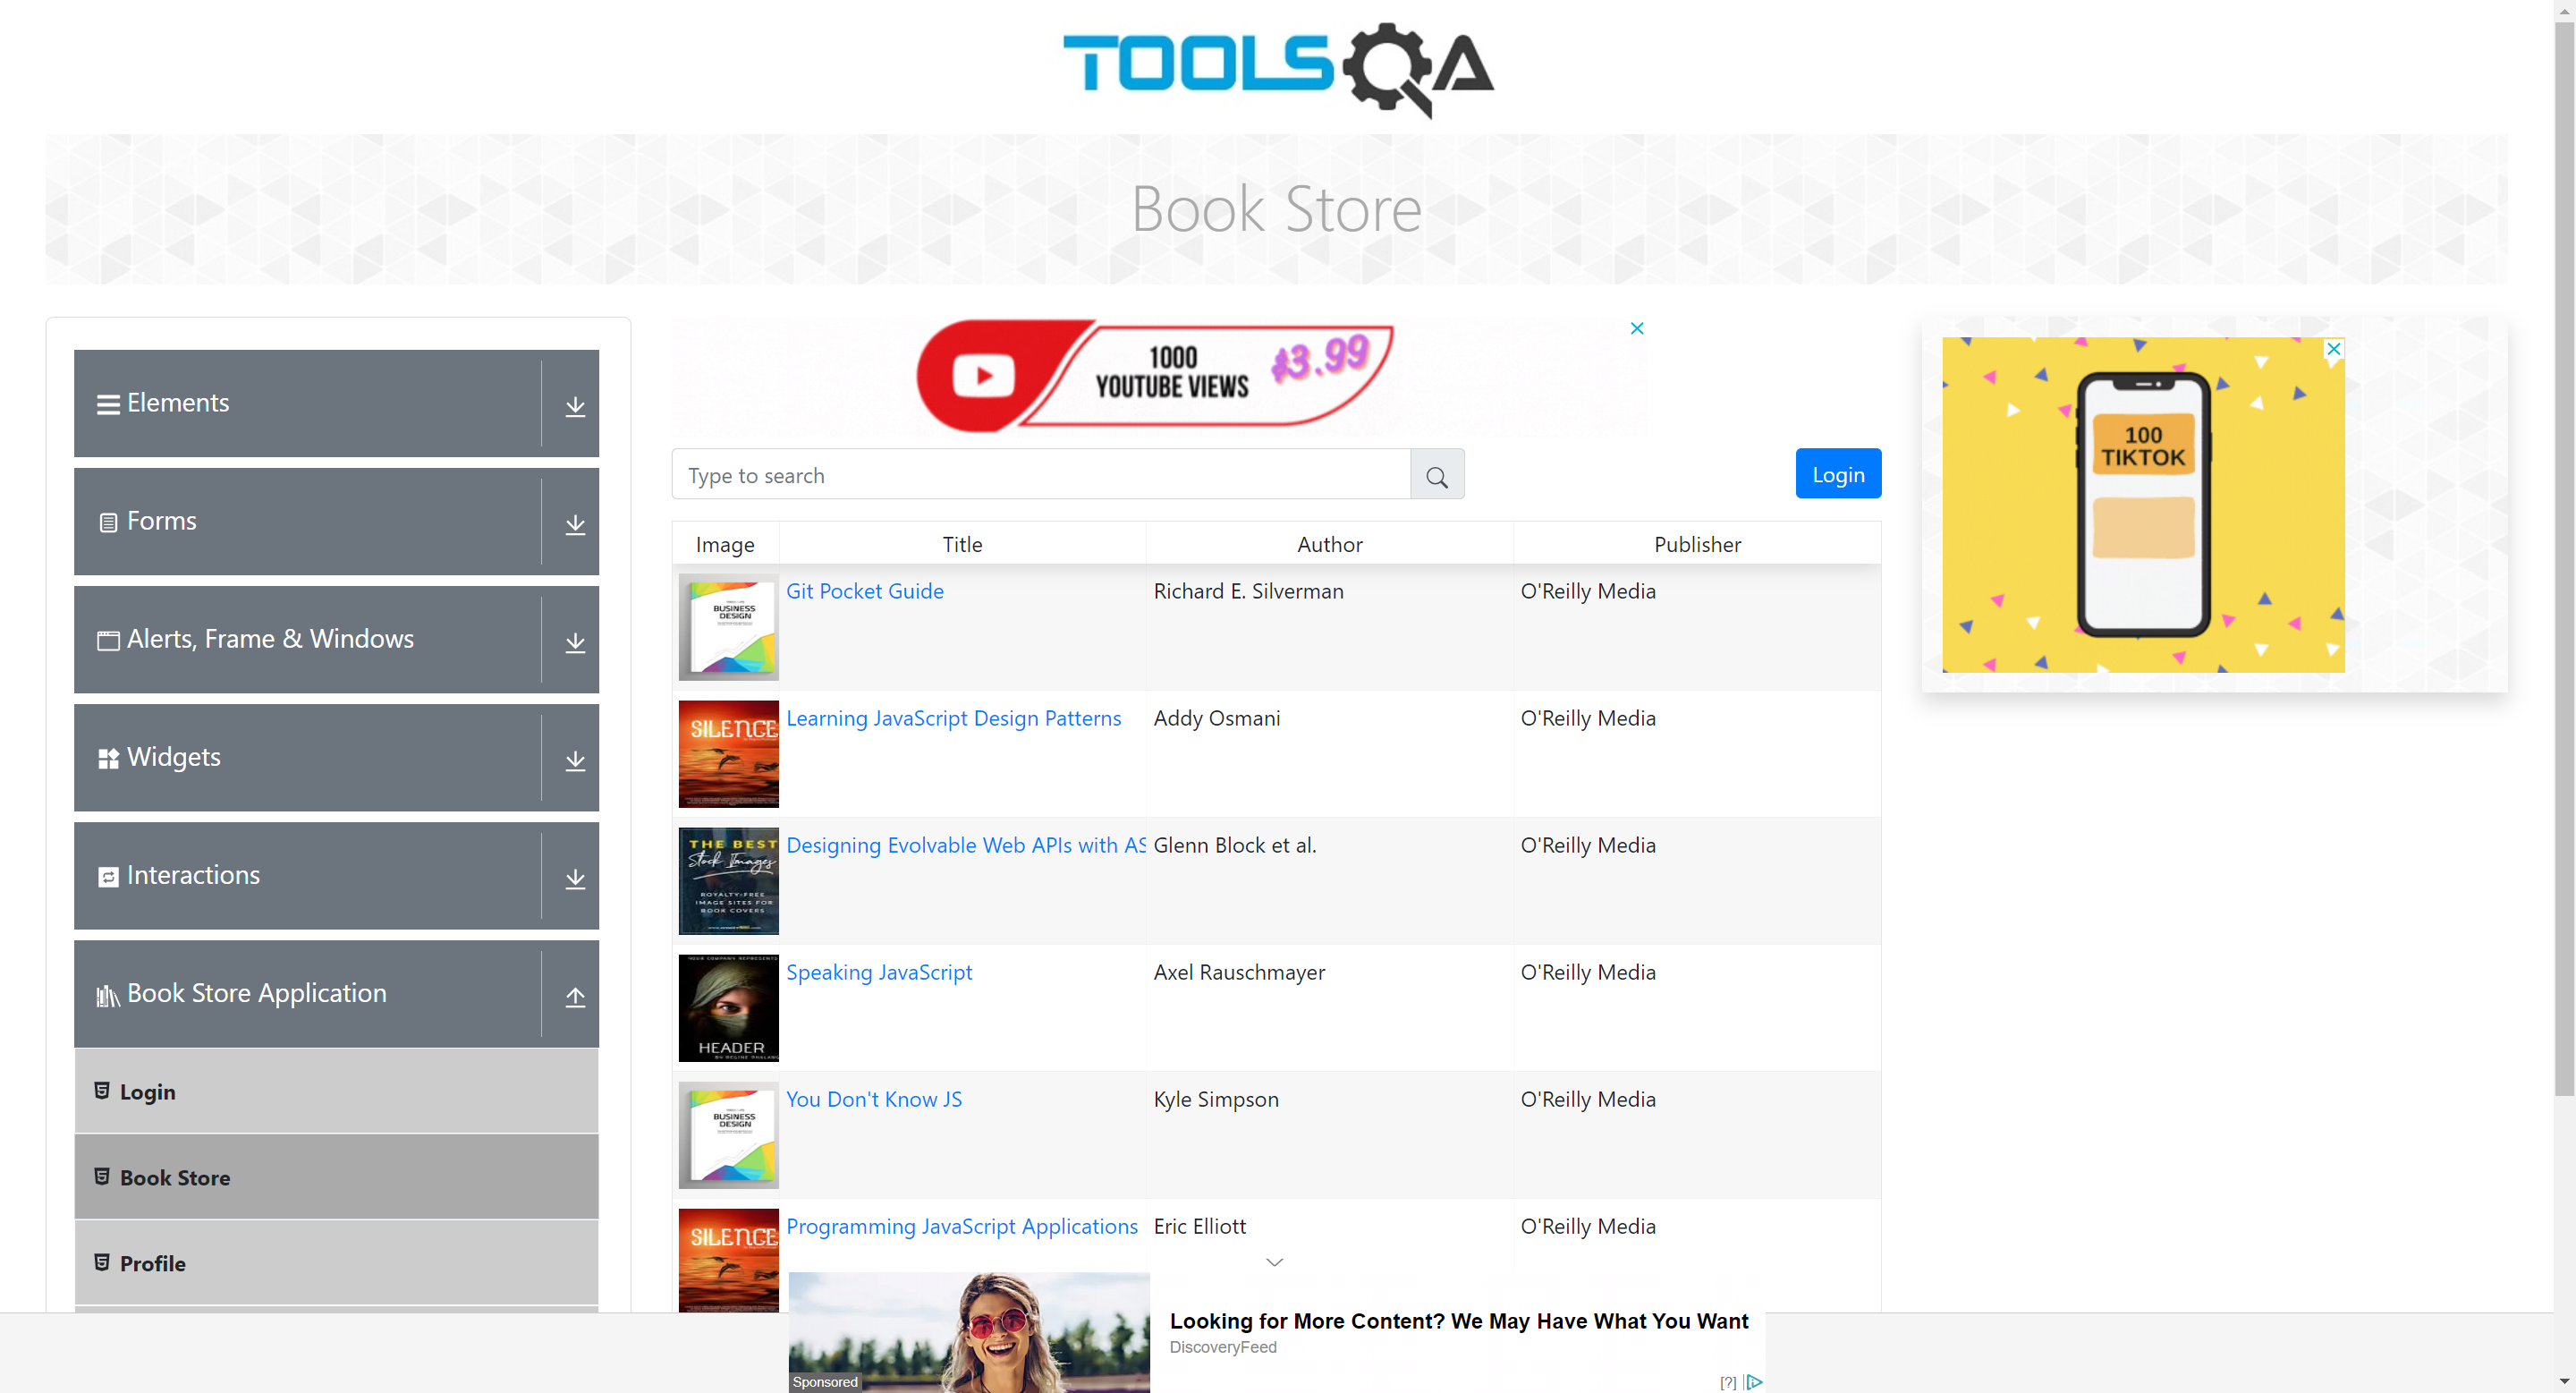 TOOLSQA
Book Store
Elements
Forms
Alerts, Frame & Windows
Widgets
Interactions
Book Store Application
Login
Book Store
Profile
1000
YOUTUBE VIEWS
$3.99
Type to search
Login
Image Title Author Publisher
BUSINESS
DESIGN
Git Pocket Guide Richard E. Silverman O'Reilly Media
SILENCE
Learning JavaScript Design Patterns Addy Osmani O'Reilly Media
THE BEST
Stock Images
ROYALTY-FREE
IMAGE SITES FOR
BOOK COVERS
Designing Evolvable Web APIs with AS Glenn Block et al. O'Reilly Media
YOUR COMPANY REPRESENTS
HEADER
Speaking JavaScript Axel Rauschmayer O'Reilly Media
BUSINESS
DESIGN
You Don't Know JS Kyle Simpson O'Reilly Media
SILENCE
Programming JavaScript Applications Eric Elliott O'Reilly Media
100
TIKTOK
Sponsored
Looking for More Content? We May Have What You Want
DiscoveryFeed
[?]